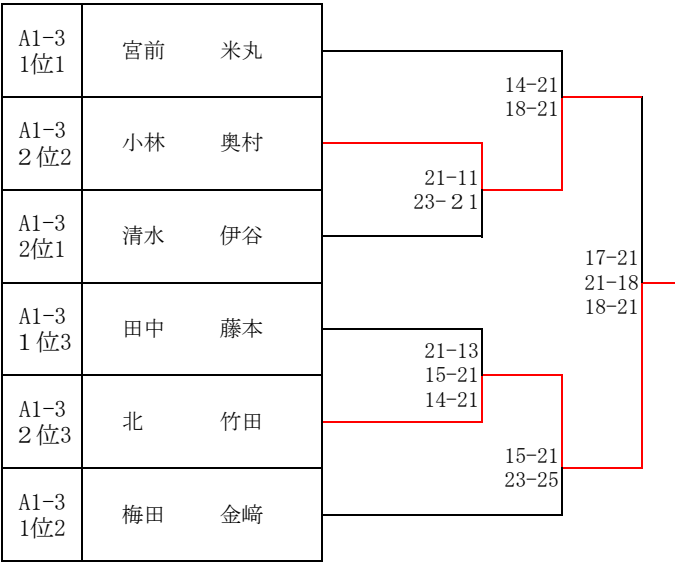 A1-3
1位1
宮前 米丸
A1-3
２位2
小林 奥村
A1-3
2位1
清水 伊谷
A1-3
１位3
田中 藤本
A1-3
２位3
北 竹田
A1-3
1位2
梅田 金﨑
14-21
18-21
21-11
23-２1
17-21
21-18
18-21
21-13
15-21
14-21
15-21
23-25